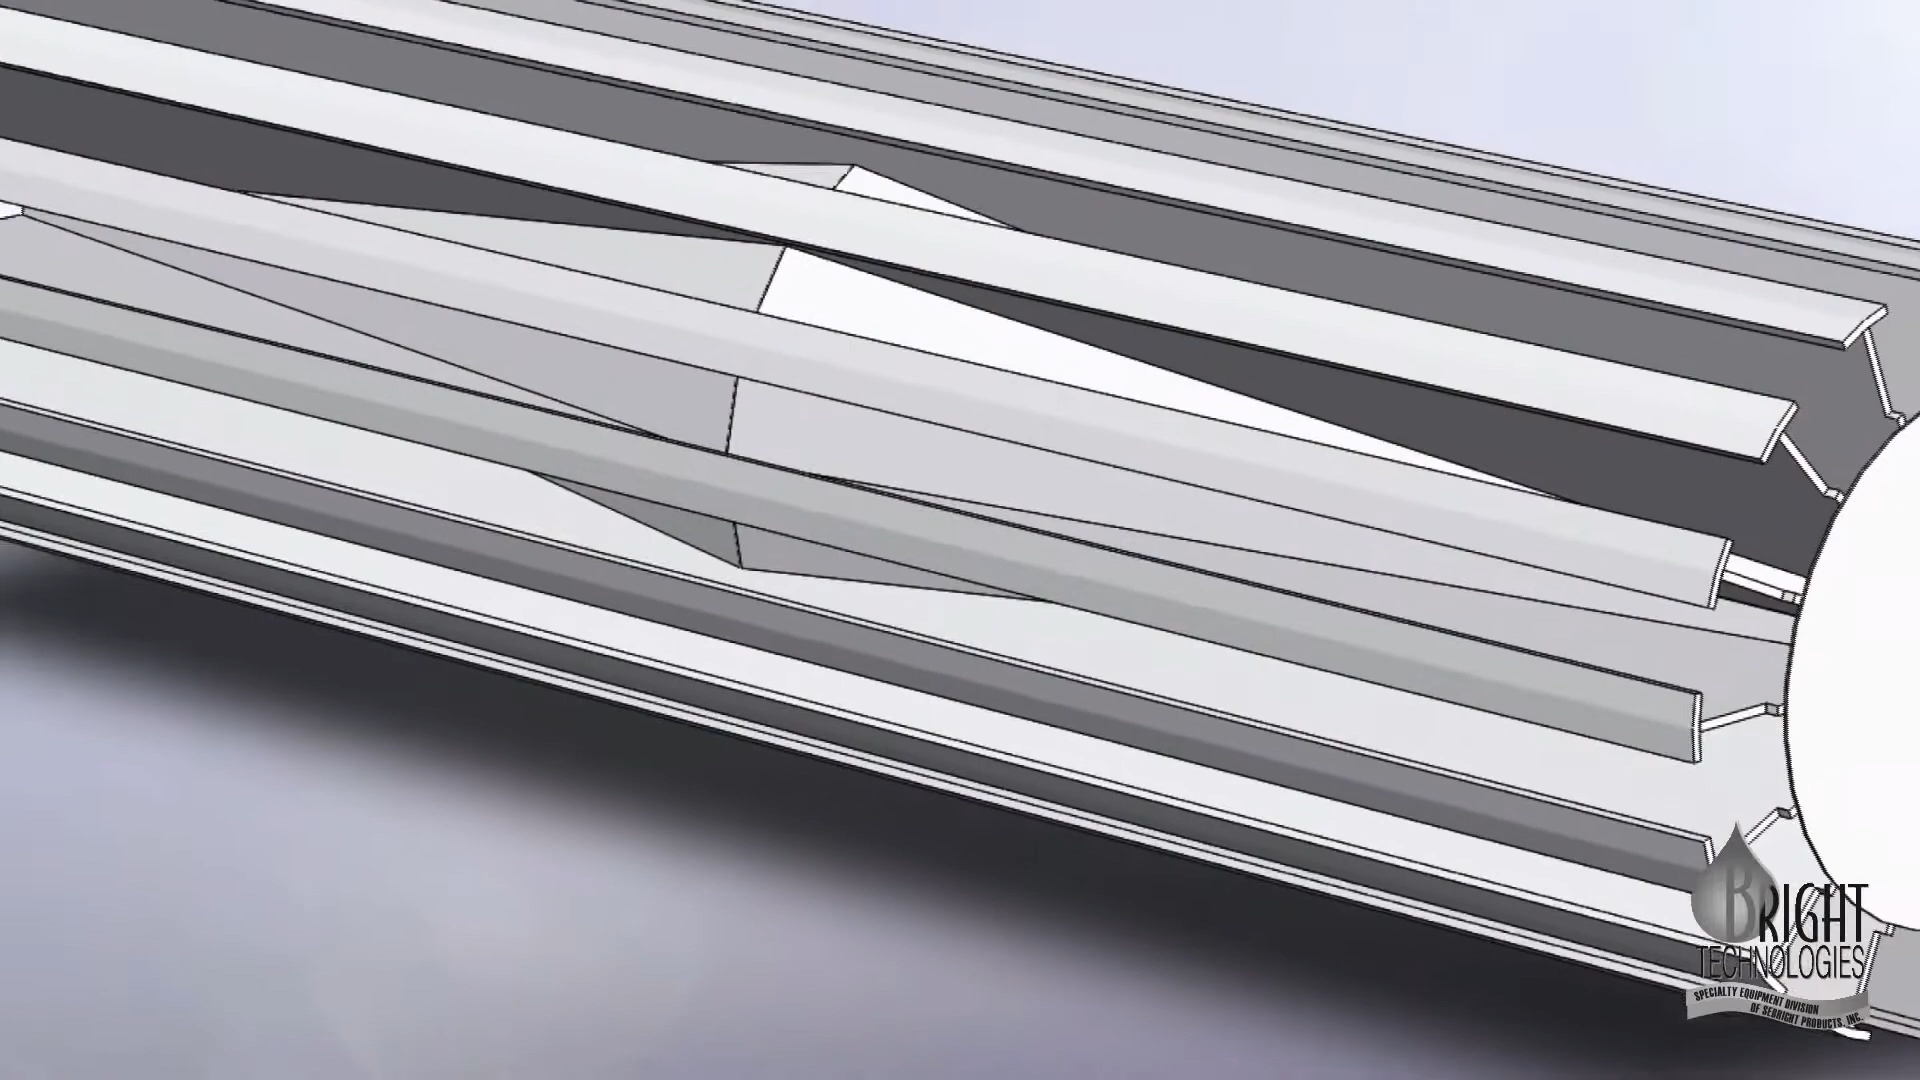 BRIGHT
TECHNOLOGIES
SPECIALTY EQUIPMENT DIVISION
OF SEBRIGHT PRODUCTS, INC.